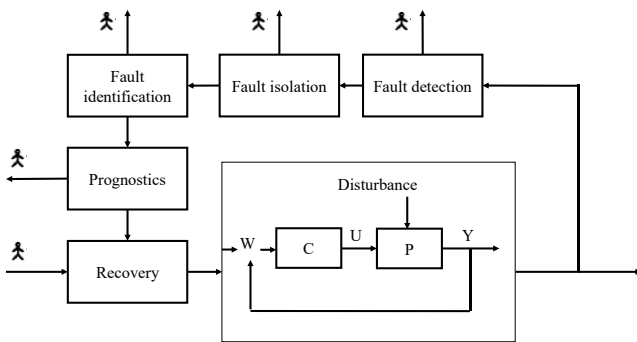 Fault
identification
Fault isolation
Fault detection
Prognostics
Disturbance
Recovery
W
C
U
P
Y